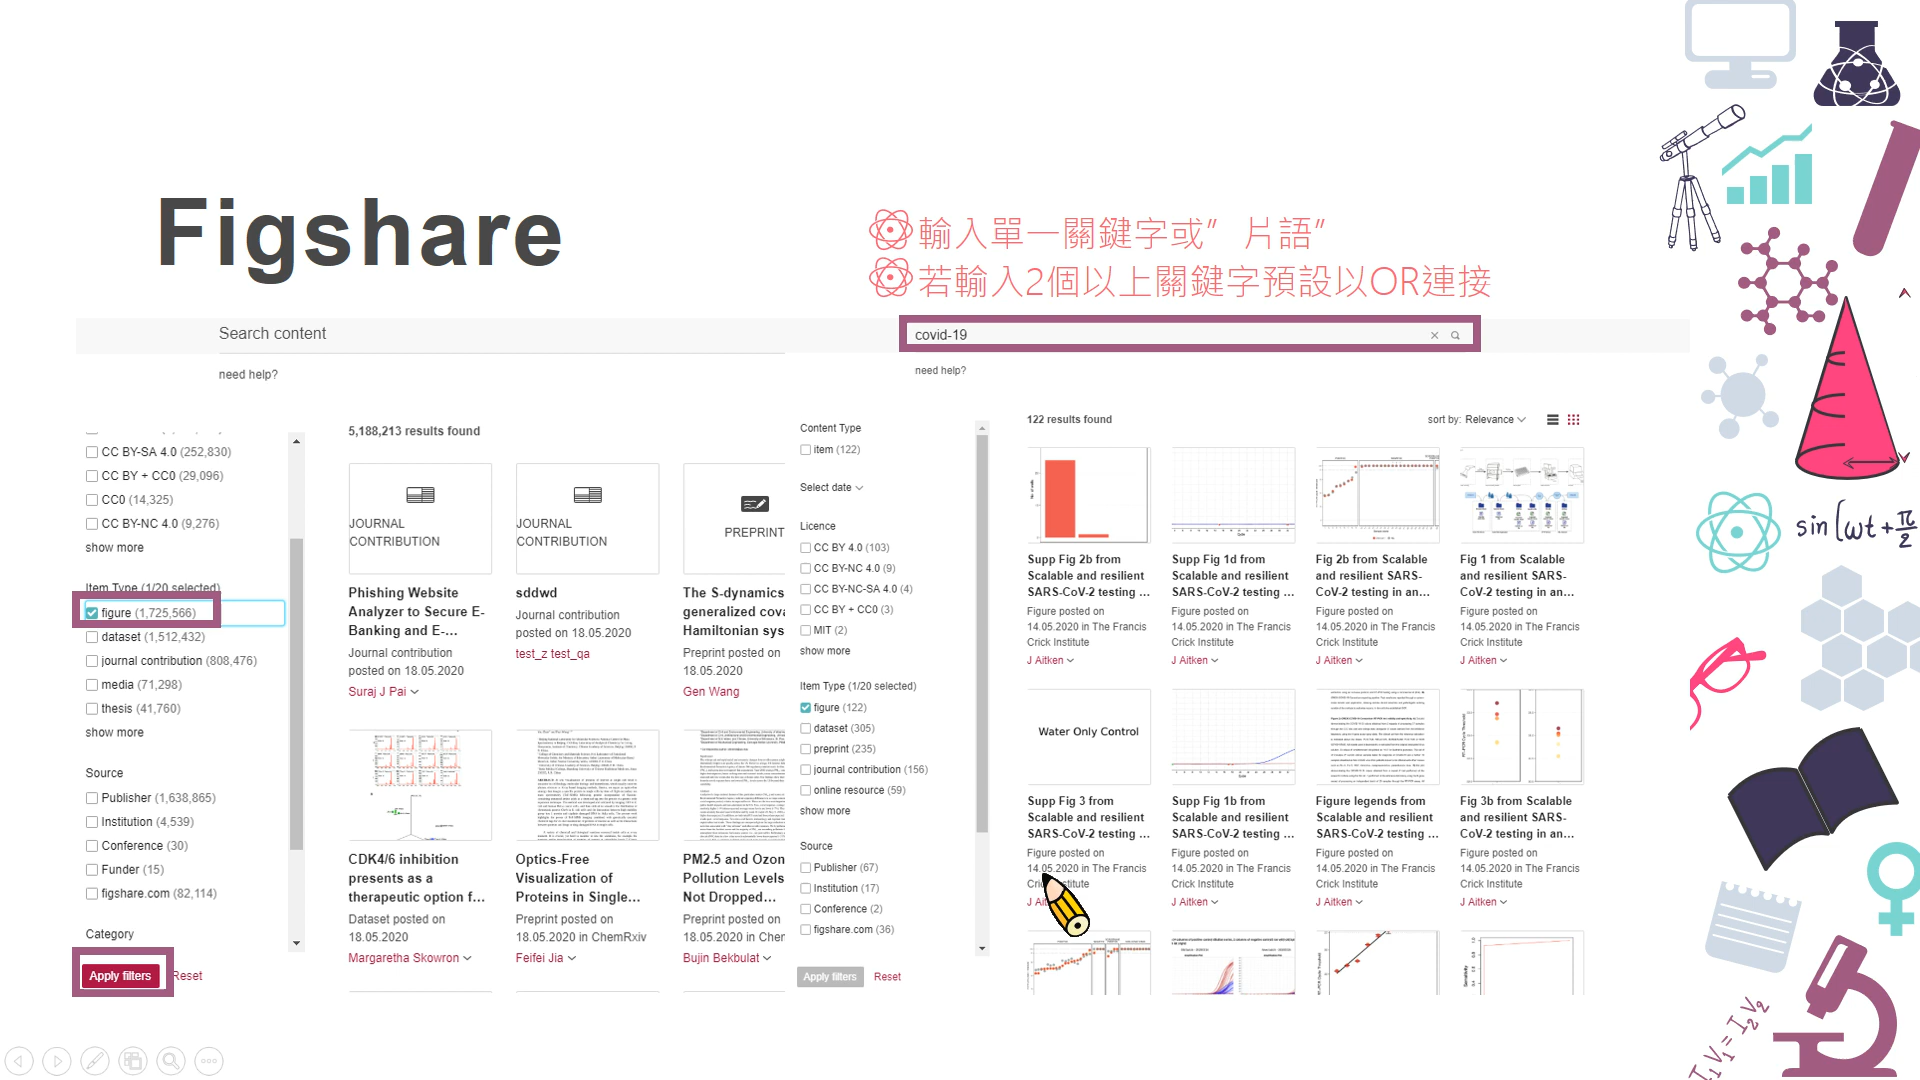 Figshare
輸入單一關鍵字或”片語”
若輸入2個以上關鍵字預設以OR連接
Search content
need help?
CC BY-SA 4.0 (252,830)
CC BY + CC0 (29,096)
CC0 (14,325)
CC BY-NC 4.0 (9,276)
show more
Item Type (1/20 selected)
figure (1,725,566)
dataset (1,512,432)
journal contribution (808,476)
media (71,298)
thesis (41,760)
show more
Source
Publisher (1,638,865)
Institution (4,539)
Conference (30)
Funder (15)
figshare.com (82,114)
Category
Apply filters
Reset
5,188,213 results found
JOURNAL
CONTRIBUTION
Phishing Website
Analyzer to Secure E-
Banking and E-...
Journal contribution
posted on 18.05.2020
Suraj J Pai
JOURNAL
CONTRIBUTION
sddwd
Journal contribution
posted on 18.05.2020
test_z test_qa
PREPRINT
The S-dynamics
generalized cova
Hamiltonian sys
Preprint posted on
18.05.2020
Gen Wang
CDK4/6 inhibition
presents as a
therapeutic option f...
Dataset posted on
18.05.2020
Margaretha Skowron
Optics-Free
Visualization of
Proteins in Single...
Preprint posted on
18.05.2020 in ChemRxiv
Feifei Jia
PM2.5 and Ozon
Pollution Levels
Not Dropped...
Preprint posted on
18.05.2020 in Chem
Bujin Bekbulat
covid-19
need help?
Content Type
item (122)
Select date
Licence
CC BY 4.0 (103)
CC BY-NC 4.0 (9)
CC BY-NC-SA 4.0 (4)
CC BY + CC0 (3)
MIT (2)
show more
Item Type (1/20 selected)
figure (122)
dataset (305)
preprint (235)
journal contribution (156)
online resource (59)
show more
Source
Publisher (67)
Institution (17)
Conference (2)
figshare.com (36)
Apply filters
Reset
122 results found
sort by: Relevance
Supp Fig 2b from
Scalable and resilient
SARS-CoV-2 testing ...
Figure posted on
14.05.2020 in The Francis
Crick Institute
J Aitken
Supp Fig 1d from
Scalable and resilient
SARS-CoV-2 testing ...
Figure posted on
14.05.2020 in The Francis
Crick Institute
J Aitken
Fig 2b from Scalable
and resilient SARS-
CoV-2 testing in an...
Figure posted on
14.05.2020 in The Francis
Crick Institute
J Aitken
Fig 1 from Scalable
and resilient SARS-
CoV-2 testing in an...
Figure posted on
14.05.2020 in The Francis
Crick Institute
J Aitken
Water Only Control
Supp Fig 3 from
Scalable and resilient
SARS-CoV-2 testing ...
Figure posted on
14.05.2020 in The Francis
Supp Fig 1b from
Scalable and resilient
SARS-CoV-2 testing ...
Figure posted on
14.05.2020 in The Francis
Crick Institute
J Aitken
Figure legends from
Scalable and resilient
SARS-CoV-2 testing ...
Figure posted on
14.05.2020 in The Francis
Crick Institute
J Aitken
Fig 3b from Scalable
and resilient SARS-
CoV-2 testing in an...
Figure posted on
14.05.2020 in The Francis
Crick Institute
J Aitken
sin(ωt+π/2
I₁V₁=I₂V₂